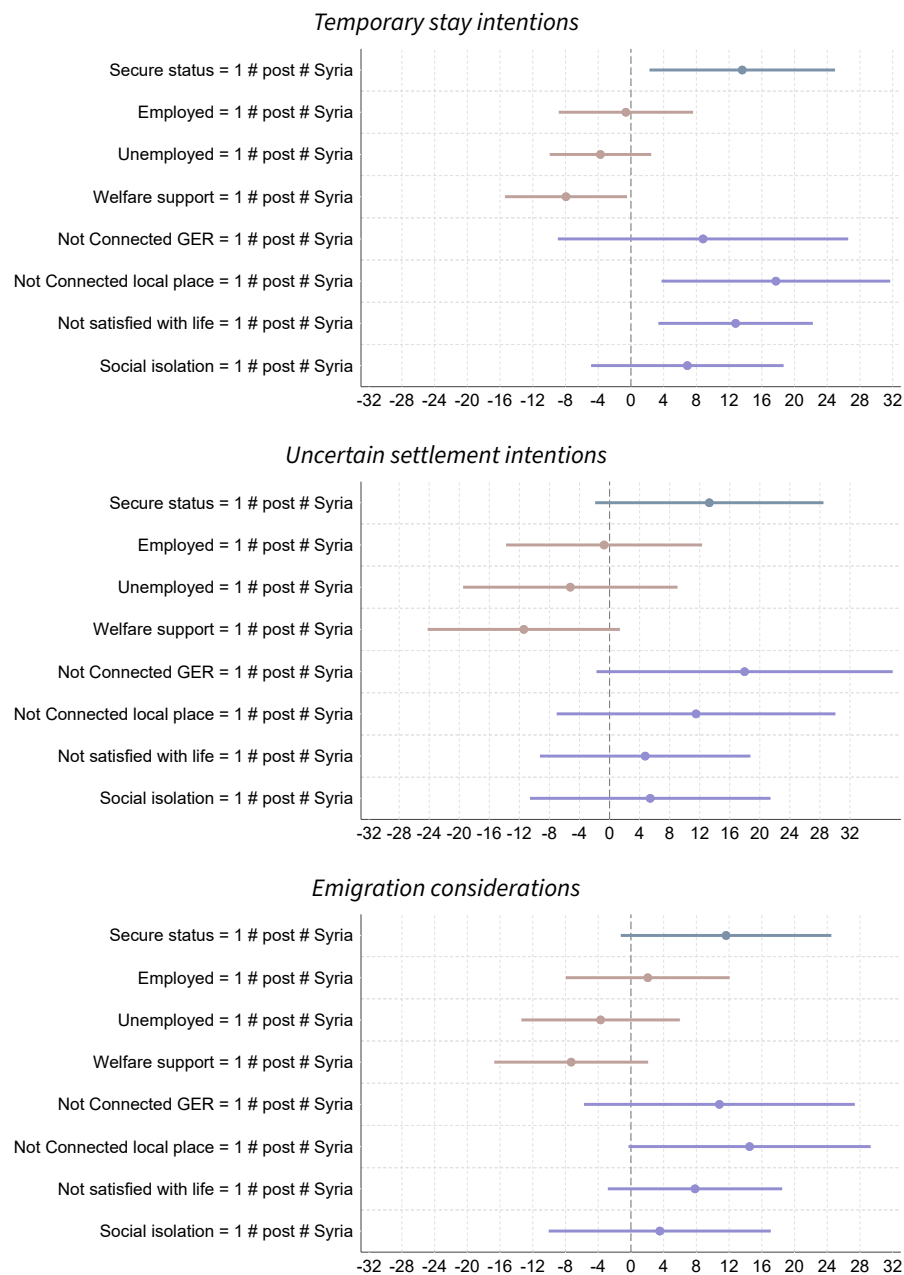 Temporary stay intentions
Secure status = 1 # post # Syria
Employed = 1 # post # Syria
Unemployed = 1 # post # Syria
Welfare support = 1 # post # Syria
Not Connected GER = 1 # post # Syria
Not Connected local place = 1 # post # Syria
Not satisfied with life = 1 # post # Syria
Social isolation = 1 # post # Syria
-32 -28 -24 -20 -16 -12 -8 -4 0 4 8 12 16 20 24 28 32
Uncertain settlement intentions
Secure status = 1 # post # Syria
Employed = 1 # post # Syria
Unemployed = 1 # post # Syria
Welfare support = 1 # post # Syria
Not Connected GER = 1 # post # Syria
Not Connected local place = 1 # post # Syria
Not satisfied with life = 1 # post # Syria
Social isolation = 1 # post # Syria
-32 -28 -24 -20 -16 -12 -8 -4 0 4 8 12 16 20 24 28 32
Emigration considerations
Secure status = 1 # post # Syria
Employed = 1 # post # Syria
Unemployed = 1 # post # Syria
Welfare support = 1 # post # Syria
Not Connected GER = 1 # post # Syria
Not Connected local place = 1 # post # Syria
Not satisfied with life = 1 # post # Syria
Social isolation = 1 # post # Syria
-32 -28 -24 -20 -16 -12 -8 -4 0 4 8 12 16 20 24 28 32